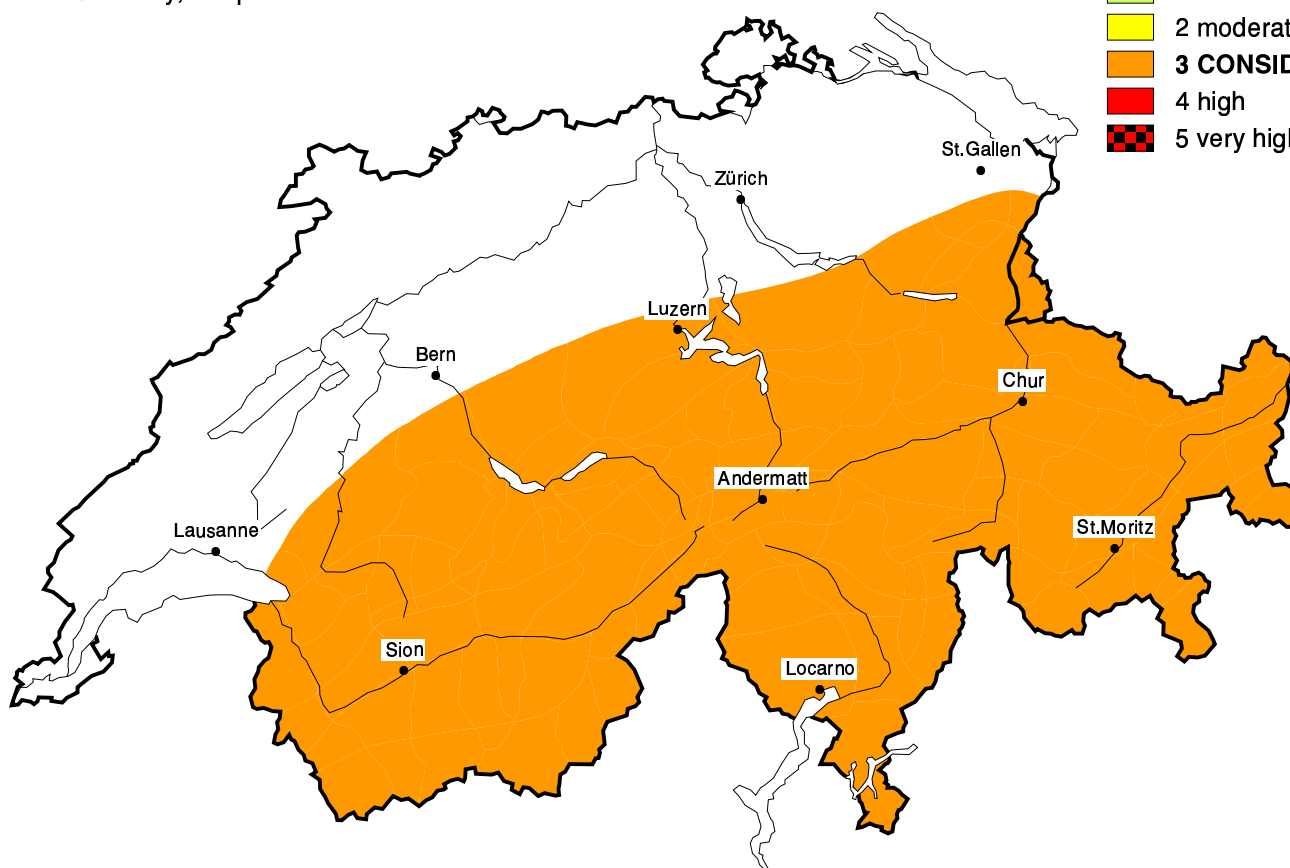 2 moderat
3 CONSID
4 high
5 very high
St.Gallen
Zürich
Luzern
Bern
Chur
Andermatt
Lausanne
St.Moritz
Sion
Locarno